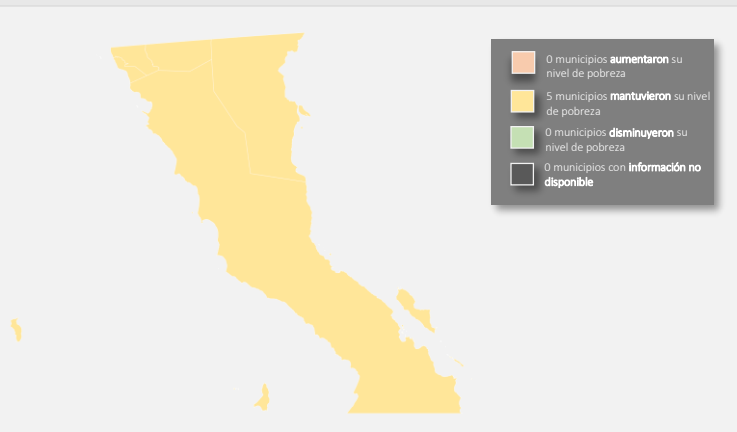 0 municipios aumentaron su
nivel de pobreza
5 municipios mantuvieron su nivel
de pobreza
0 municipios disminuyeron su
nivel de pobreza
0 municipios con información no
disponible